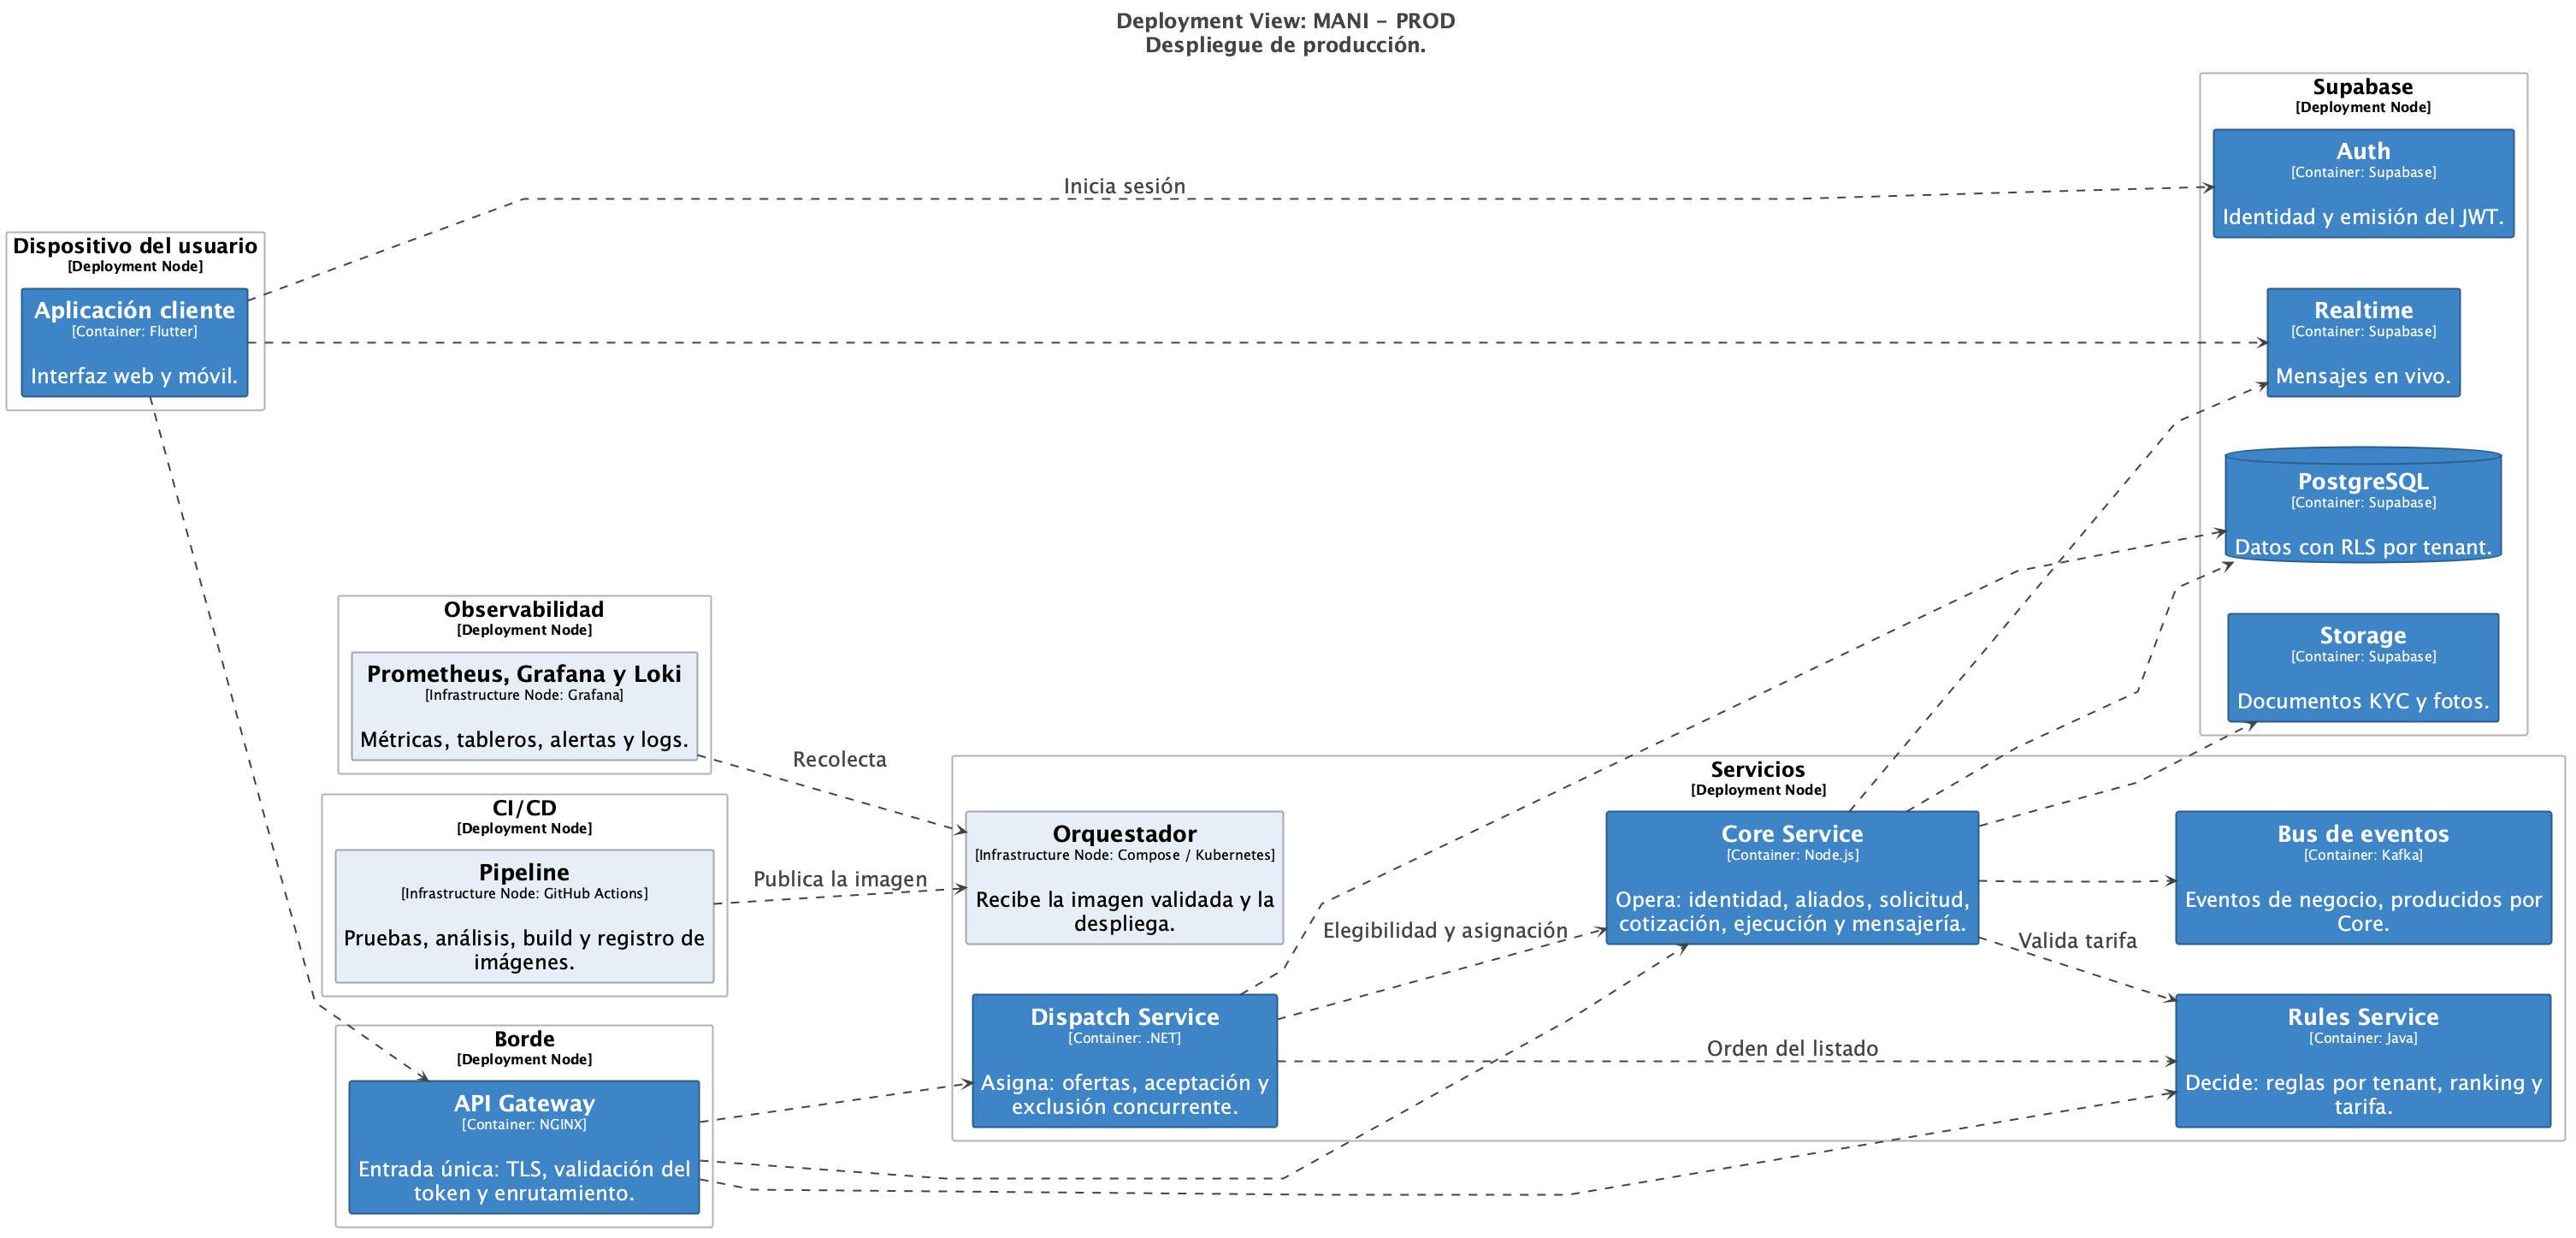 Deployment View: MANI - PROD
Despliegue de producción.
Supabase
[Deployment Node]
Auth
[Container: Supabase]
Identidad y emisión del JWT.
Inicia sesión
Dispositivo del usuario
[Deployment Node]
Aplicación cliente
[Container: Flutter]
Interfaz web y móvil.
Realtime
[Container: Supabase]
Mensajes en vivo.
PostgreSQL
[Container: Supabase]
Datos con RLS por tenant.
Storage
[Container: Supabase]
Documentos KYC y fotos.
Observabilidad
[Deployment Node]
Prometheus, Grafana y Loki
[Infrastructure Node: Grafana]
Métricas, tableros, alertas y logs.
Recolecta
CI/CD
[Deployment Node]
Pipeline
[Infrastructure Node: GitHub Actions]
Pruebas, análisis, build y registro de
imágenes.
Publica la imagen
Servicios
[Deployment Node]
Orquestador
[Infrastructure Node: Compose / Kubernetes]
Recibe la imagen validada y la
despliega.
Core Service
[Container: Node.js]
Opera: identidad, aliados, solicitud,
cotización, ejecución y mensajería.
Bus de eventos
[Container: Kafka]
Eventos de negocio, producidos por
Core.
Elegibilidad y asignación
Valida tarifa
Dispatch Service
[Container: .NET]
Asigna: ofertas, aceptación y
exclusión concurrente.
Orden del listado
Rules Service
[Container: Java]
Decide: reglas por tenant, ranking y
tarifa.
Borde
[Deployment Node]
API Gateway
[Container: NGINX]
Entrada única: TLS, validación del
token y enrutamiento.